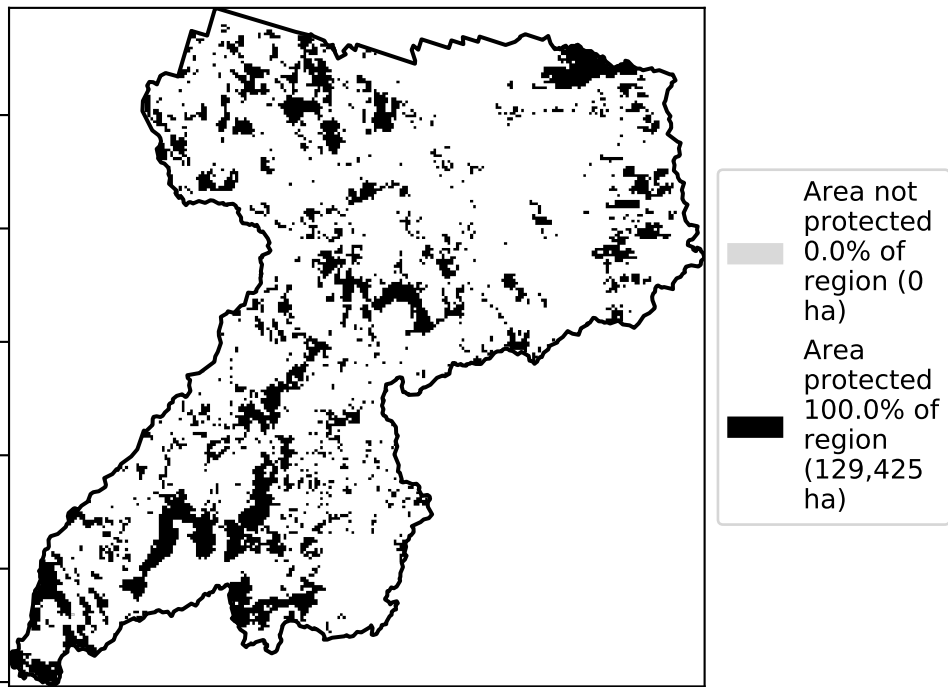 Area not
protected
0.0% of
region (0
ha)
Area
protected
100.0% of
region
(129,425
ha)